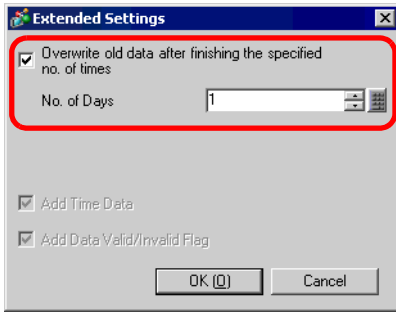 Extended Settings
Overwrite old data after finishing the specified
no. of times
No. of Days
1
Add Time Data
Add Data Valid/Invalid Flag
OK (O)
Cancel